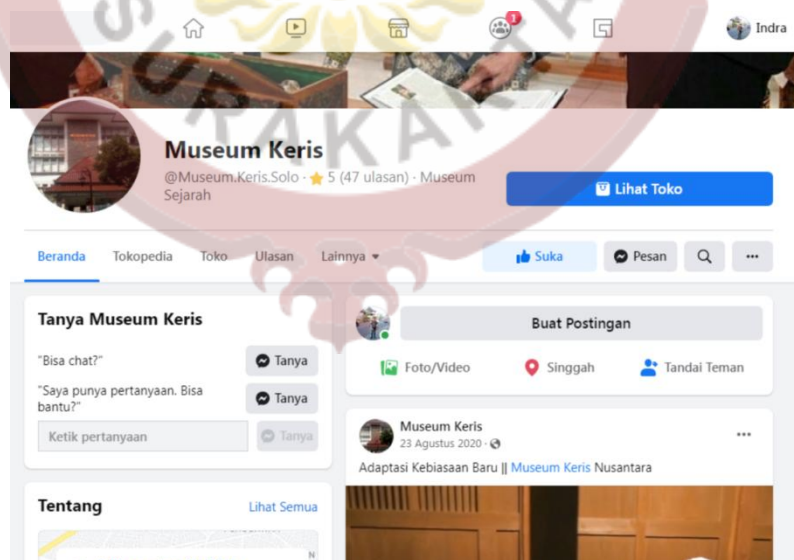 1
Indra
SURAKARTA
Museum Keris
@Museum.Keris.Solo · 5 (47 ulasan) · Museum
Sejarah
Lihat Toko
Beranda Tokopedia Toko Ulasan Lainnya
Suka Pesan
Tanya Museum Keris
"Bisa chat?" Tanya
"Saya punya pertanyaan. Bisa
bantu?" Tanya
Ketik pertanyaan Tanya
Tentang Lihat Semua
N
Buat Postingan
Foto/Video Singgah Tandai Teman
Museum Keris
23 Agustus 2020 ·
Adaptasi Kebiasaan Baru || Museum Keris Nusantara